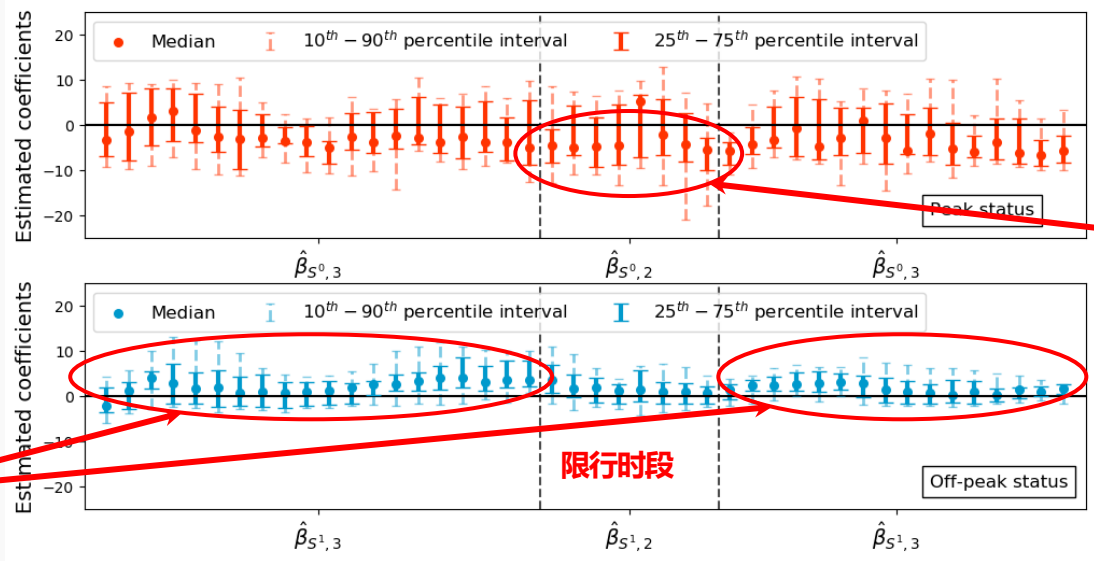 Estimated coefficients
20
10
0
−10
−20
Median
10th − 90th percentile interval
25th − 75th percentile interval
Peak status
β̂S⁰,3
β̂S⁰,2
β̂S⁰,3
Estimated coefficients
20
10
0
−10
−20
Median
10th − 90th percentile interval
25th − 75th percentile interval
限行时段
Off-peak status
β̂S¹,3
β̂S¹,2
β̂S¹,3